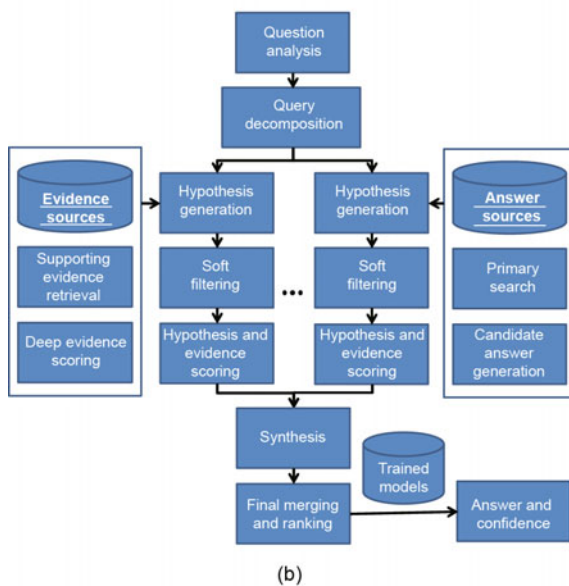 Question
analysis
Query
decomposition
Evidence
sources
Supporting
evidence
retrieval
Deep evidence
scoring
Hypothesis
generation
Soft
filtering
Hypothesis and
evidence
scoring
...
Hypothesis
generation
Soft
filtering
Hypothesis and
evidence
scoring
Answer
sources
Primary
search
Candidate
answer
generation
Synthesis
Final merging
and ranking
Trained
models
Answer and
confidence
(b)